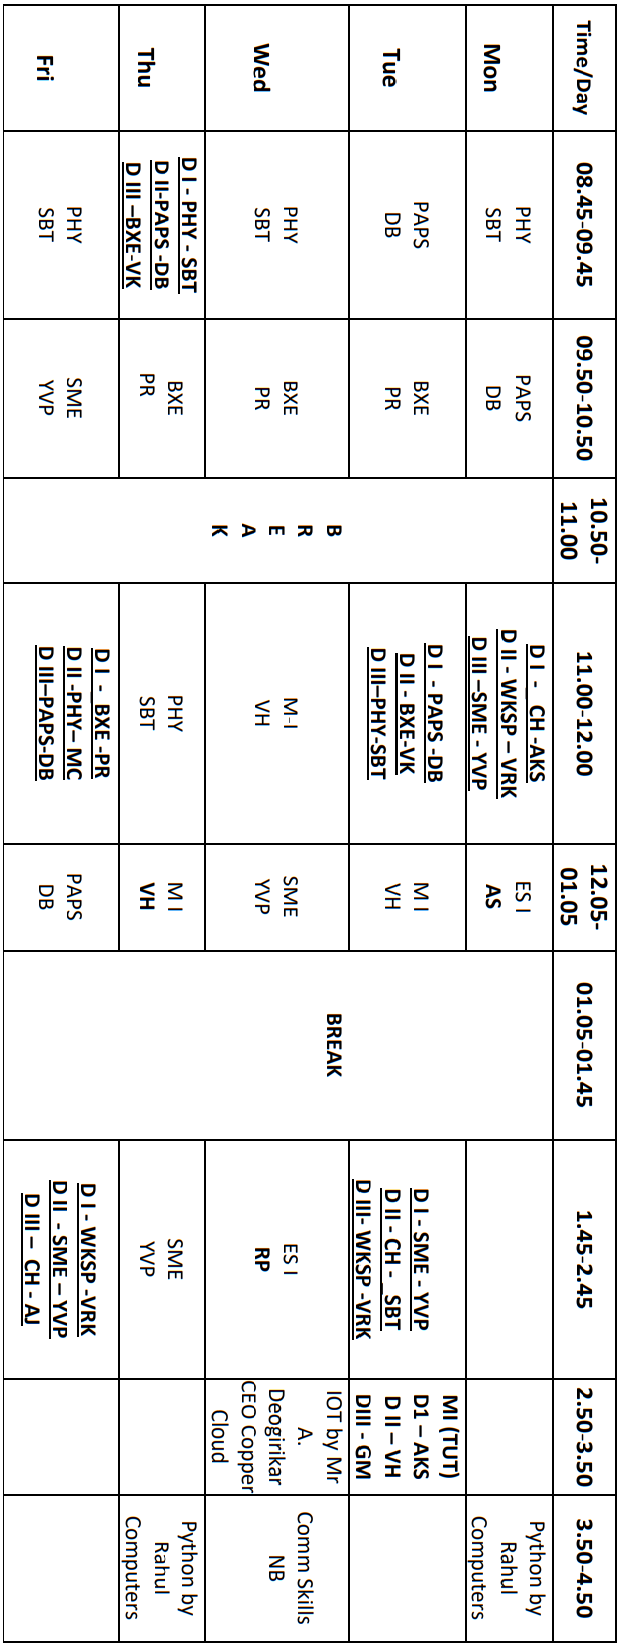 Time/Day
08.45-09.45
09.50-10.50
10.50-
11.00
11.00-12.00
12.05-
01.05
01.05-01.45
1.45-2.45
2.50-3.50
3.50-4.50
Mon
PHY
SBT
PAPS
DB
B
R
E
A
K
D I - _CH -AKS
D II - WKSP – VRK
D III –SME - YVP
ES I
AS
BREAK
Python by
Rahul
Computers
Tue
PAPS
DB
BXE
PR
D I - PAPS -DB
D II - BXE-VK
D III–PHY-SBT
M I
VH
D I - SME - YVP
D II - CH - _SBT
D III- WKSP -VRK
MI (TUT)
D1 – AKS
D II – VH
DIII - GM
Wed
PHY
SBT
BXE
PR
M-I
VH
SME
YVP
ES I
RP
IOT by Mr
A.
Deogirikar
CEO Copper
Cloud
Comm Skills
NB
Thu
D I - PHY - SBT
D II-PAPS -DB
D III –BXE-VK
BXE
PR
PHY
SBT
M I
VH
SME
YVP
Python by
Rahul
Computers
Fri
PHY
SBT
SME
YVP
D I - _BXE -PR
D II -PHY– MC
D III–PAPS-DB
PAPS
DB
D I - WKSP -VRK
D II - SME – YVP
D III – CH - AJ